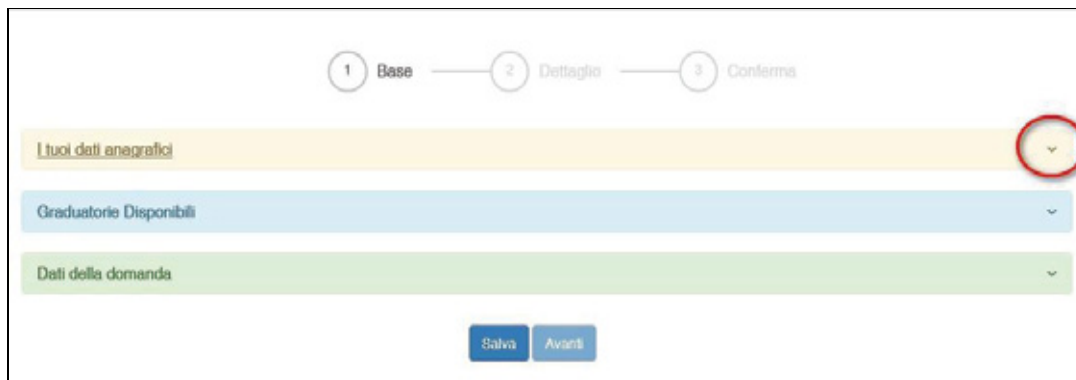 1 Base 2 Dettaglio 3 Conferma
I tuoi dati anagrafici
Graduatorie Disponibili
Dati della domanda
Salva Avanti